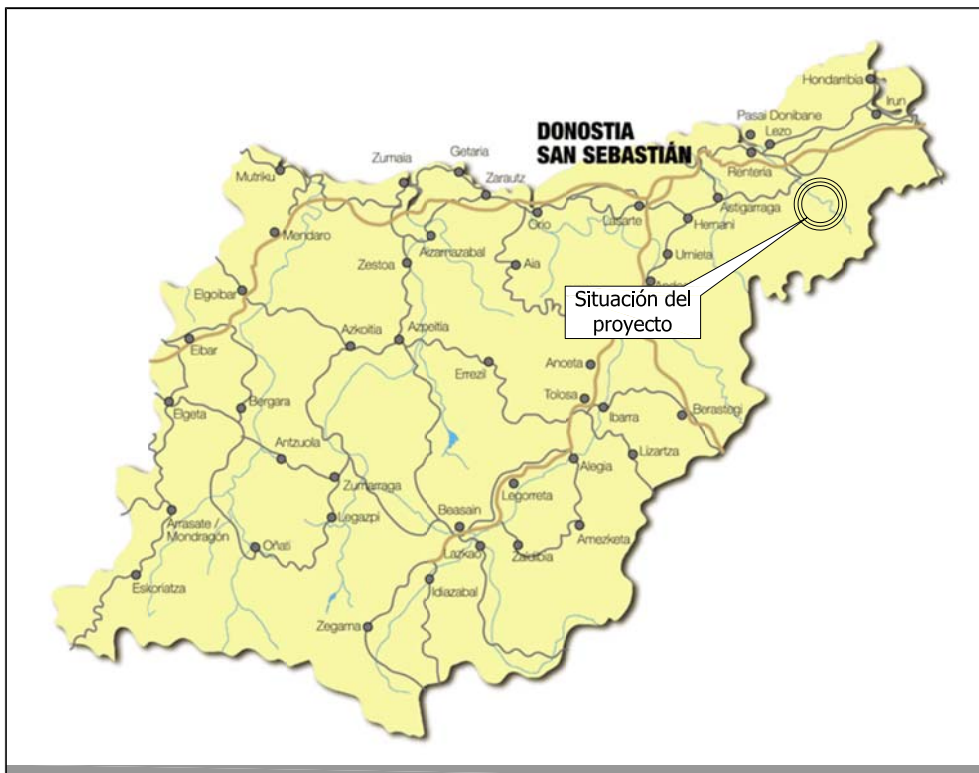 Hondarribia
Irun
Pasai Donibane
Lezo
DONOSTIA
SAN SEBASTIÁN
Renteria
Getaria
Zumaia
Zarautz
Mutriku
Orio
Lasarte
Astigarraga
Hernani
Mendaro
Aizarnazabal
Zestoa
Aia
Urnieta
Elgoibar
Situación del
proyecto
Eibar
Azkoitia
Azpeitia
Errezil
Anoeta
Tolosa
Ibarra
Berastegi
Elgeta
Bergara
Antzuola
Alegia
Lizartza
Zumarraga
Legorreta
Legazpi
Beasain
Arrasate /
Mondragón
Oñati
Lazkao
Zaldibia
Amezketa
Eskoriatza
Idiazabal
Zegama